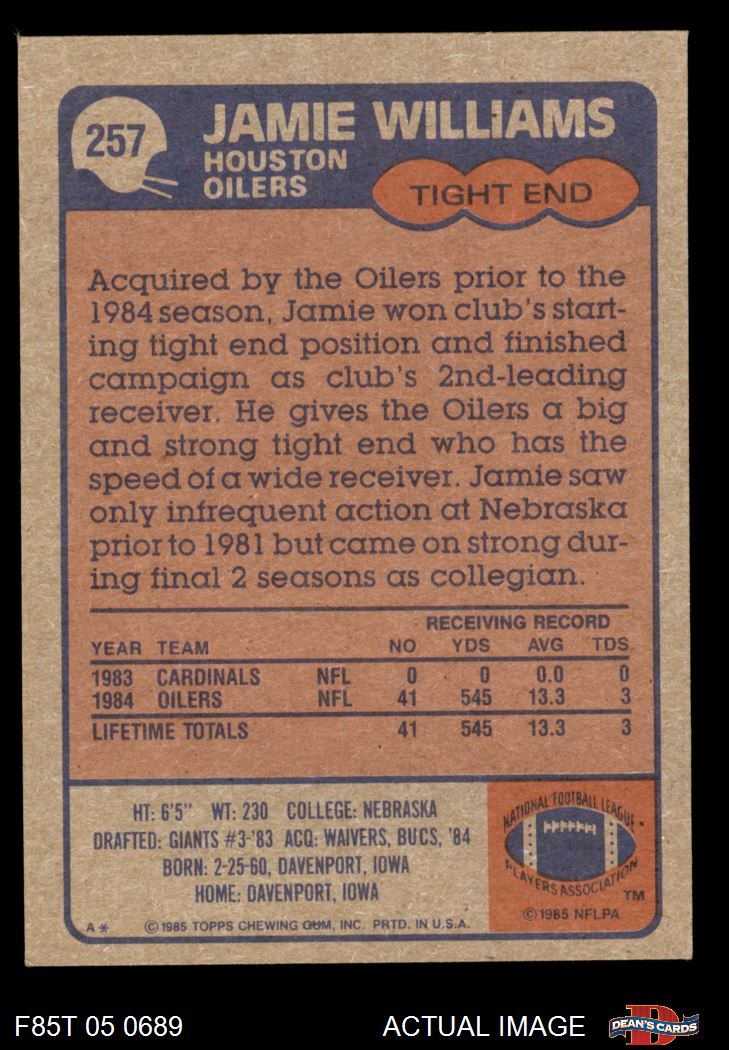 257
JAMIE WILLIAMS
HOUSTON
OILERS
TIGHT END
Acquired by the Oilers prior to the
1984 season, Jamie won club's start-
ing tight end position and finished
campaign as club's 2nd-leading
receiver. He gives the Oilers a big
and strong tight end who has the
speed of a wide receiver. Jamie saw
only infrequent action at Nebraska
prior to 1981 but came on strong dur-
ing final 2 seasons as collegian.
RECEIVING RECORD
YEAR TEAM NO YDS AVG TDS
1983 CARDINALS NFL 0 0 0.0 0
1984 OILERS NFL 41 545 13.3 3
LIFETIME TOTALS 41 545 13.3 3
HT: 6'5" WT: 230 COLLEGE: NEBRASKA
DRAFTED: GIANTS #3-'83 ACQ: WAIVERS, BUCS, '84
BORN: 2-25-60, DAVENPORT, IOWA
HOME: DAVENPORT, IOWA
A* ©1985 TOPPS CHEWING GUM, INC. PRTD. IN U.S.A.
NATIONAL FOOTBALL LEAGUE
PLAYERS ASSOCIATION
TM
©1985 NFLPA
F85T 05 0689 ACTUAL IMAGE D DEAN'S CARDS